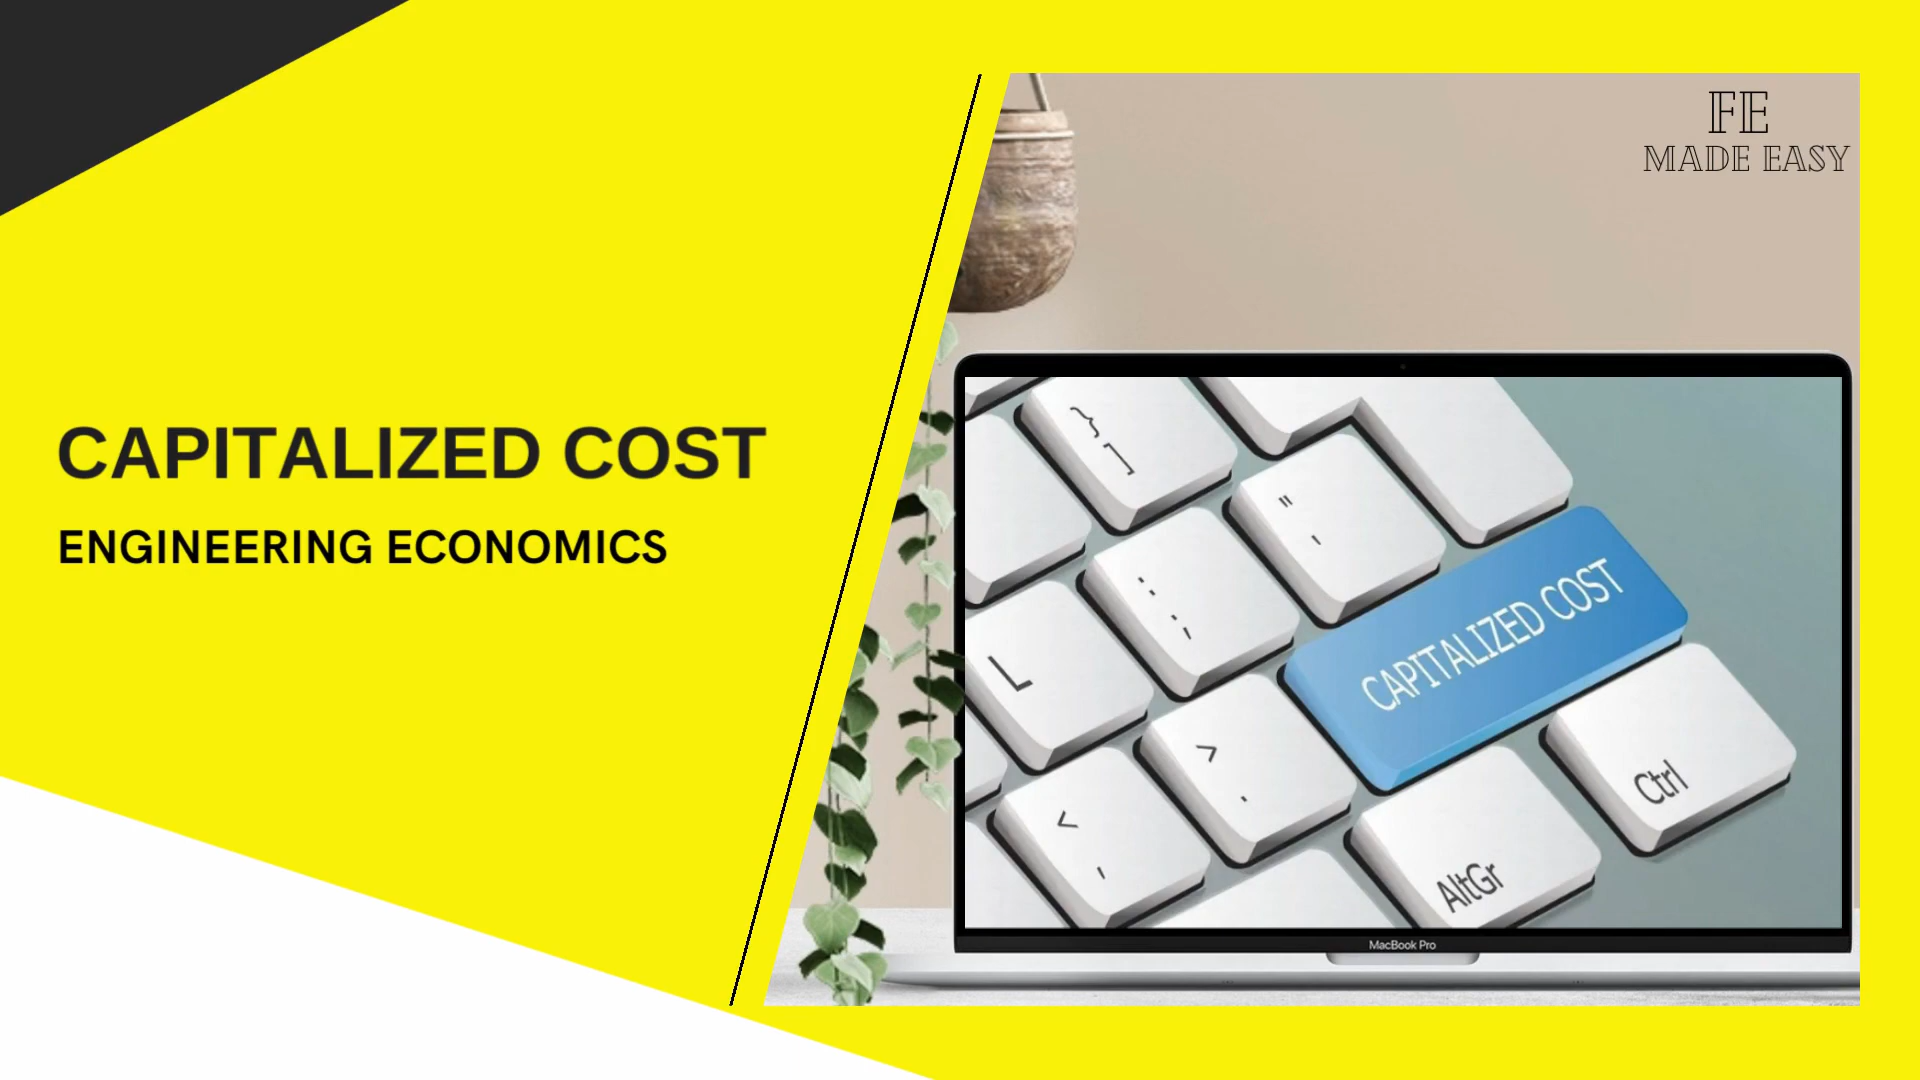 FE
MADE EASY
CAPITALIZED COST
ENGINEERING ECONOMICS
}
]
"
'
:
;
L
CAPITALIZED COST
>
.
<
,
Ctrl
AltGr
MacBook Pro